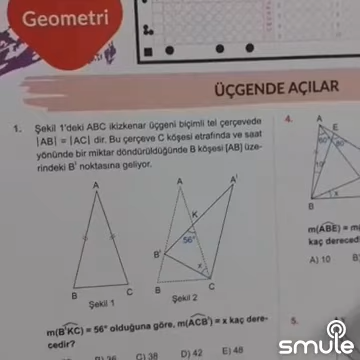 Geometri
ÜÇGENDE AÇILAR
1. Şekil 1'deki ABC ikizkenar üçgeni biçimli tel çerçevede
|AB| = |AC| dir. Bu çerçeve C köşesi etrafında ve saat
yönünde bir miktar döndürüldüğünde B köşesi [AB] üze-
rindeki B' noktasına geliyor.
A
B
C
Şekil 1
A
A'
K
56°
B'
x
B
C
Şekil 2
m(B'KC) = 56° olduğuna göre, m(ACB') = x kaç dere-
cedir?
C) 38
D) 42
E) 48
4.
A
E
B
x
m(ABE) =
kaç dereced
A) 10
5.
smule